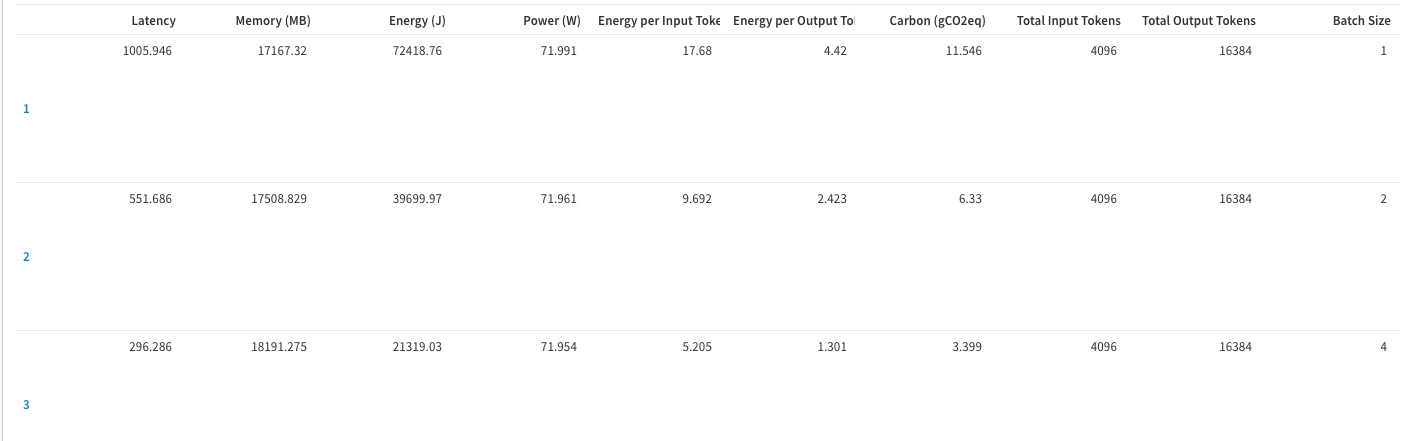 Latency Memory (MB) Energy (J) Power (W) Energy per Input Toke Energy per Output To Carbon (gCO2eq) Total Input Tokens Total Output Tokens Batch Size
1005.946 17167.32 72418.76 71.991 17.68 4.42 11.546 4096 16384 1
1
551.686 17508.829 39699.97 71.961 9.692 2.423 6.33 4096 16384 2
2
296.286 18191.275 21319.03 71.954 5.205 1.301 3.399 4096 16384 4
3